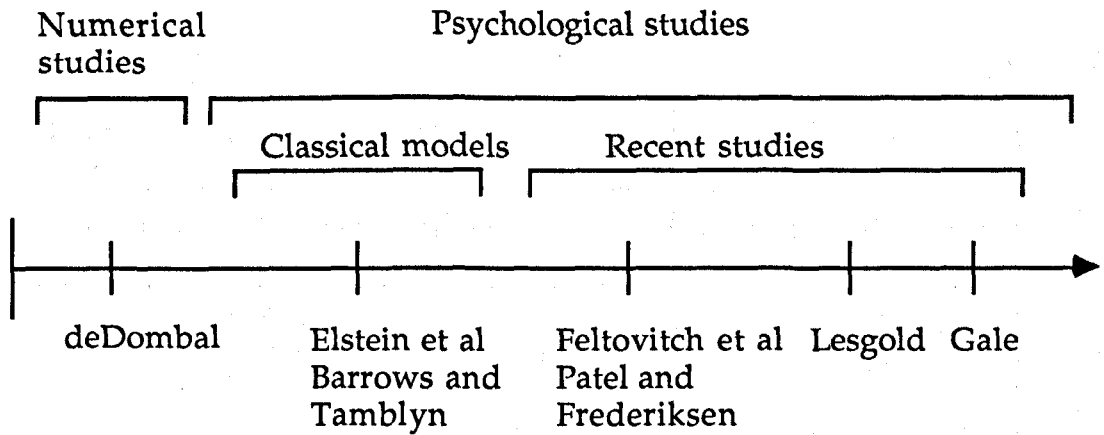 Numerical
studies
Psychological studies
Classical models
Recent studies
deDombal
Elstein et al
Barrows and
Tamblyn
Feltovitch et al
Patel and
Frederiksen
Lesgold
Gale